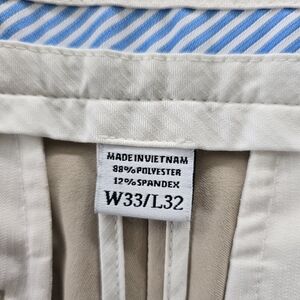 MADE IN VIETNAM
88% POLYESTER
12% SPANDEX
W33/L32